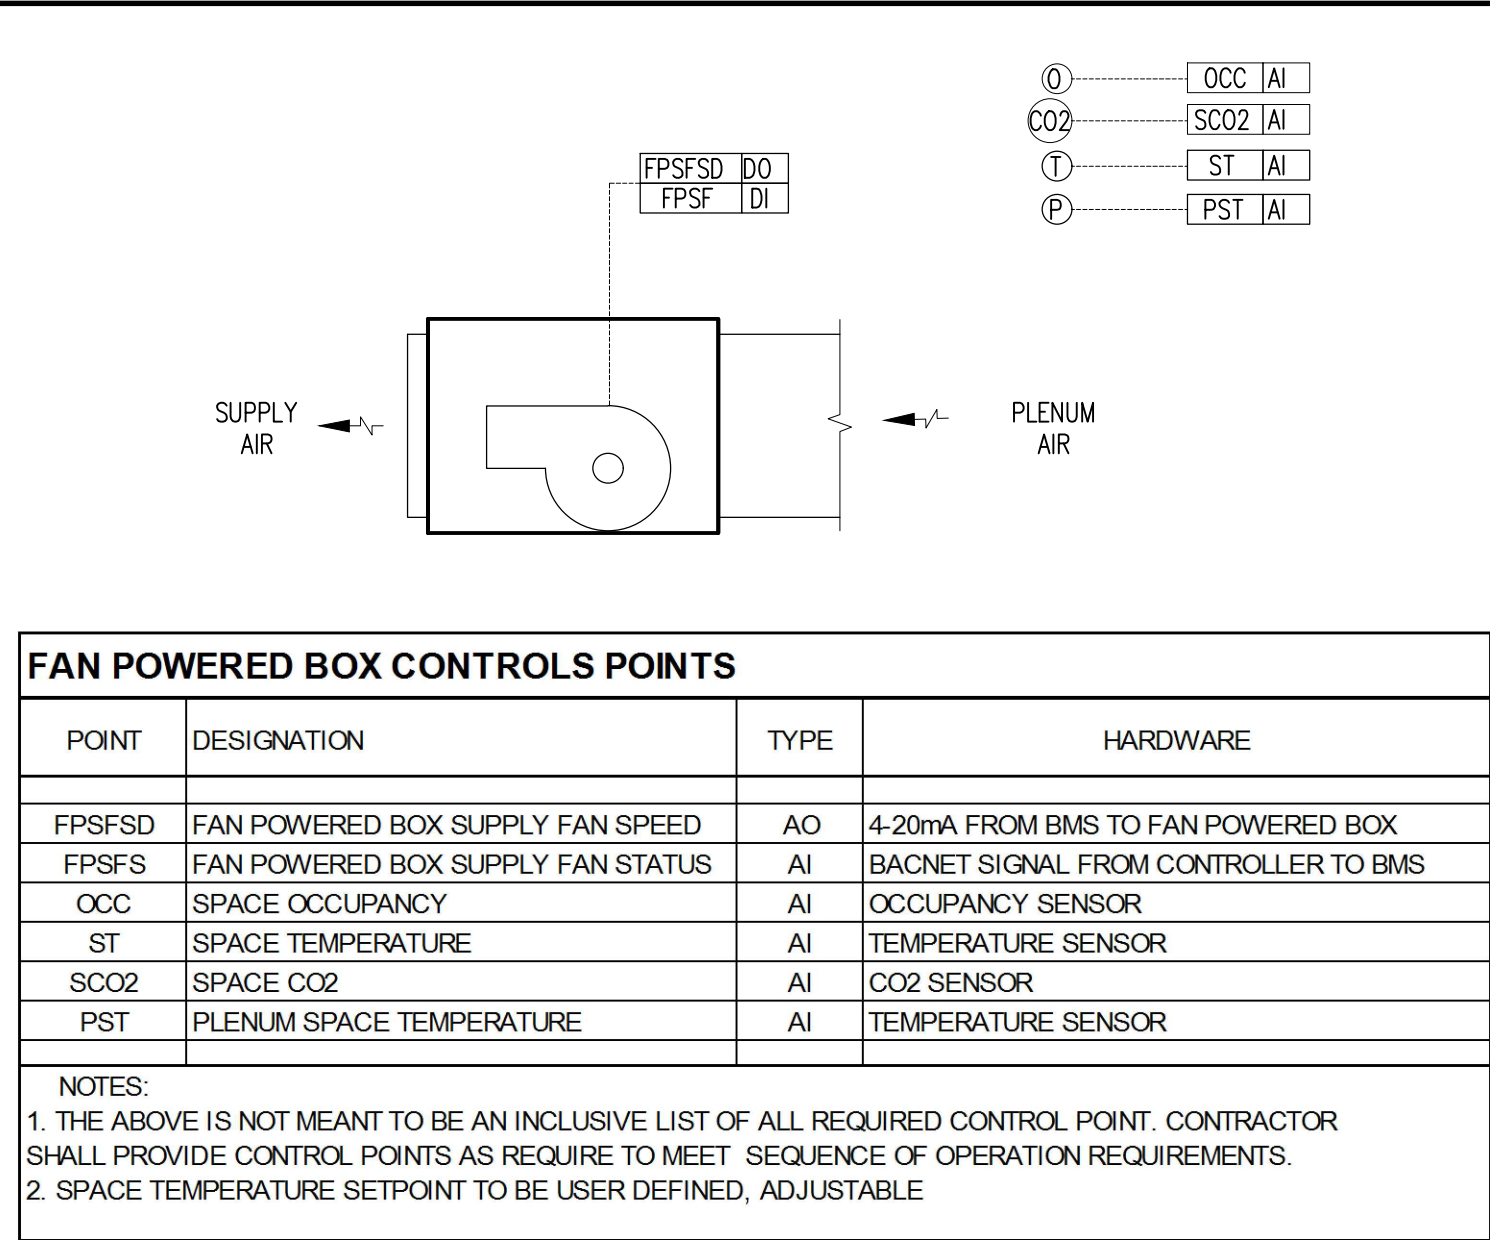 O OCC AI
CO2 SCO2 AI
T ST AI
P PST AI
FPSFSD DO
FPSF DI
SUPPLY
AIR
PLENUM
AIR
FAN POWERED BOX CONTROLS POINTS
POINT DESIGNATION TYPE HARDWARE
FPSFSD FAN POWERED BOX SUPPLY FAN SPEED AO 4-20mA FROM BMS TO FAN POWERED BOX
FPSFS FAN POWERED BOX SUPPLY FAN STATUS AI BACNET SIGNAL FROM CONTROLLER TO BMS
OCC SPACE OCCUPANCY AI OCCUPANCY SENSOR
ST SPACE TEMPERATURE AI TEMPERATURE SENSOR
SCO2 SPACE CO2 AI CO2 SENSOR
PST PLENUM SPACE TEMPERATURE AI TEMPERATURE SENSOR
NOTES:
1. THE ABOVE IS NOT MEANT TO BE AN INCLUSIVE LIST OF ALL REQUIRED CONTROL POINT. CONTRACTOR
SHALL PROVIDE CONTROL POINTS AS REQUIRE TO MEET SEQUENCE OF OPERATION REQUIREMENTS.
2. SPACE TEMPERATURE SETPOINT TO BE USER DEFINED, ADJUSTABLE